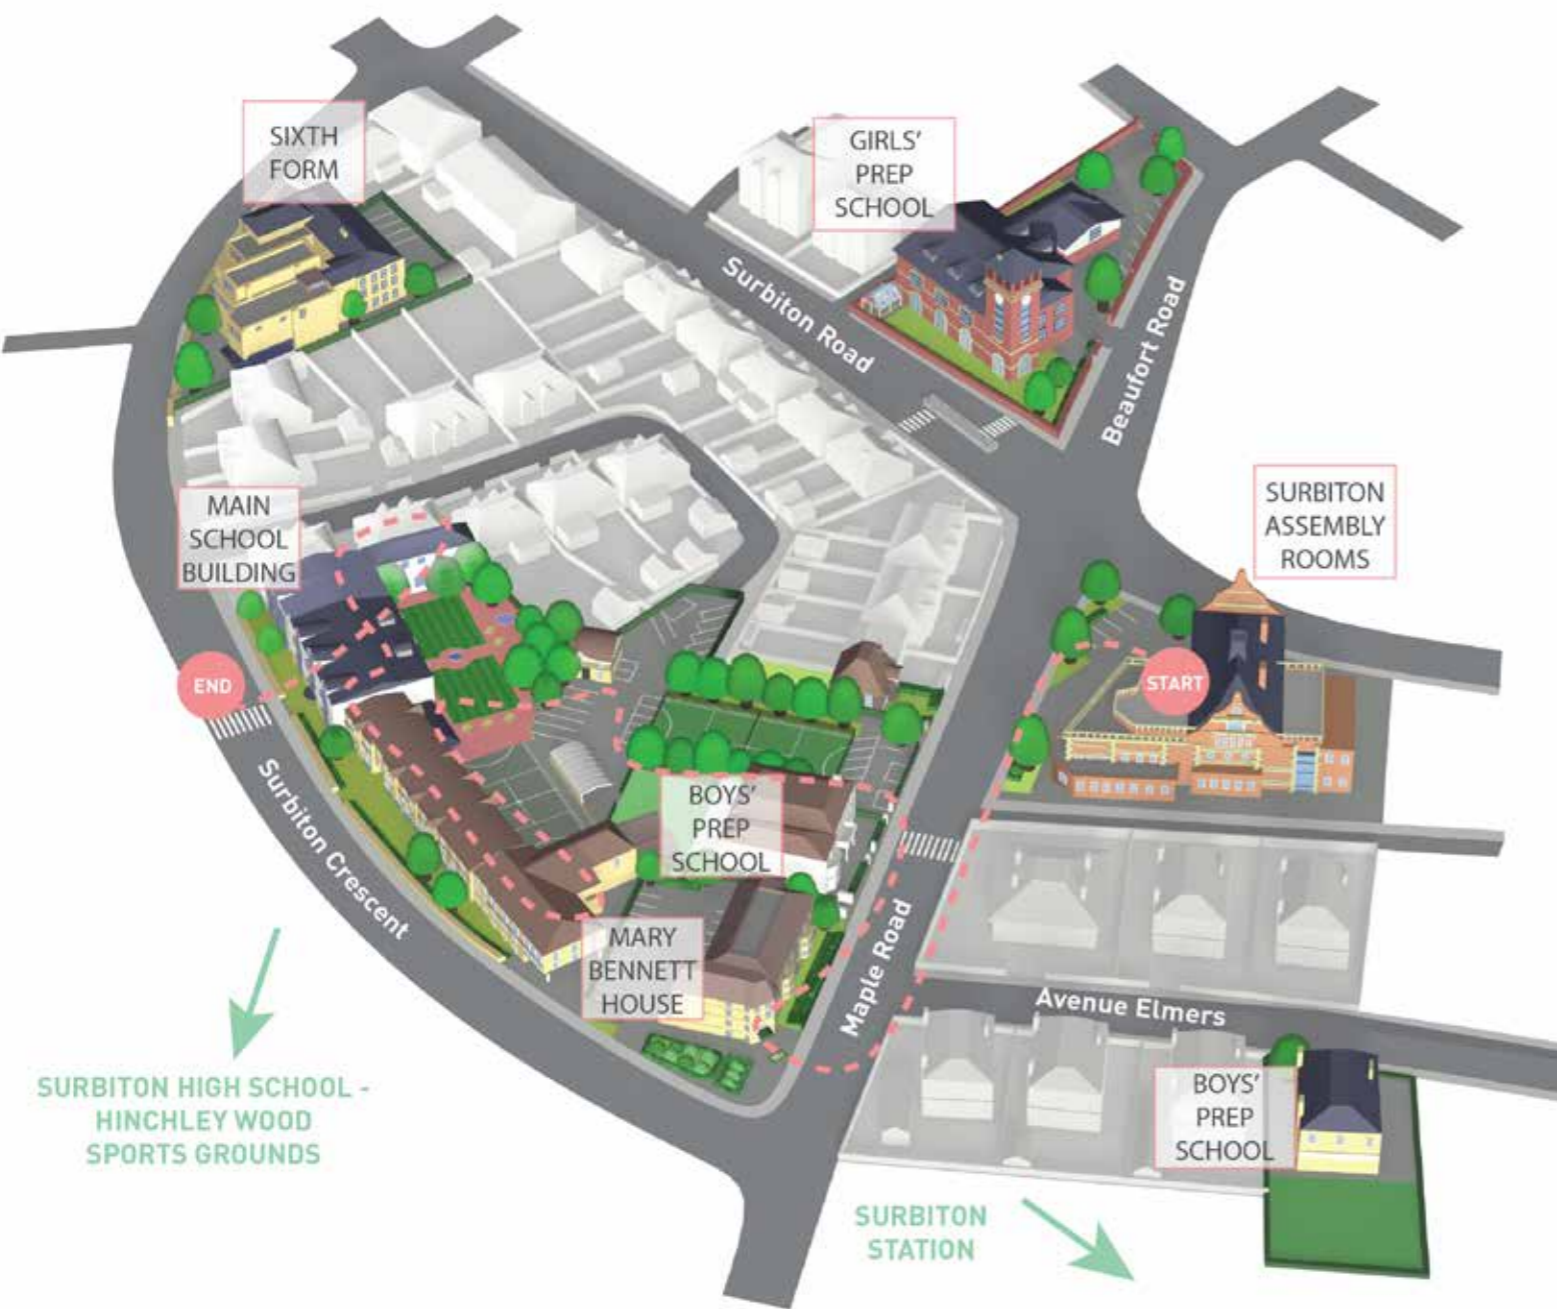 SIXTH
FORM
GIRLS'
PREP
SCHOOL
Surbiton Road
Beaufort Road
MAIN
SCHOOL
BUILDING
SURBITON
ASSEMBLY
ROOMS
START
END
Surbiton Crescent
BOYS'
PREP
SCHOOL
MARY
BENNETT
HOUSE
Maple Road
Avenue Elmers
SURBITON HIGH SCHOOL -
HINCHLEY WOOD
SPORTS GROUNDS
BOYS'
PREP
SCHOOL
SURBITON
STATION